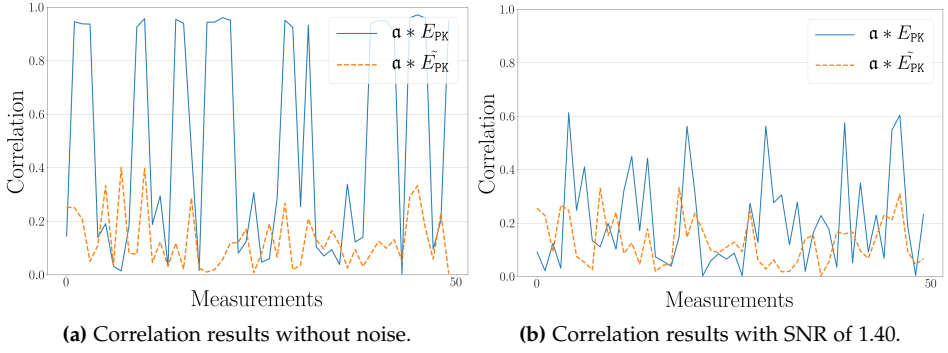 1.0
0.8
0.6
0.4
0.2
0.0
Correlation
0
50
Measurements
𝔞 ∗ E_PK
𝔞 ∗ Ẽ_PK
(a) Correlation results without noise.
1.0
0.8
0.6
0.4
0.2
0.0
Correlation
0
50
Measurements
𝔞 ∗ E_PK
𝔞 ∗ Ẽ_PK
(b) Correlation results with SNR of 1.40.